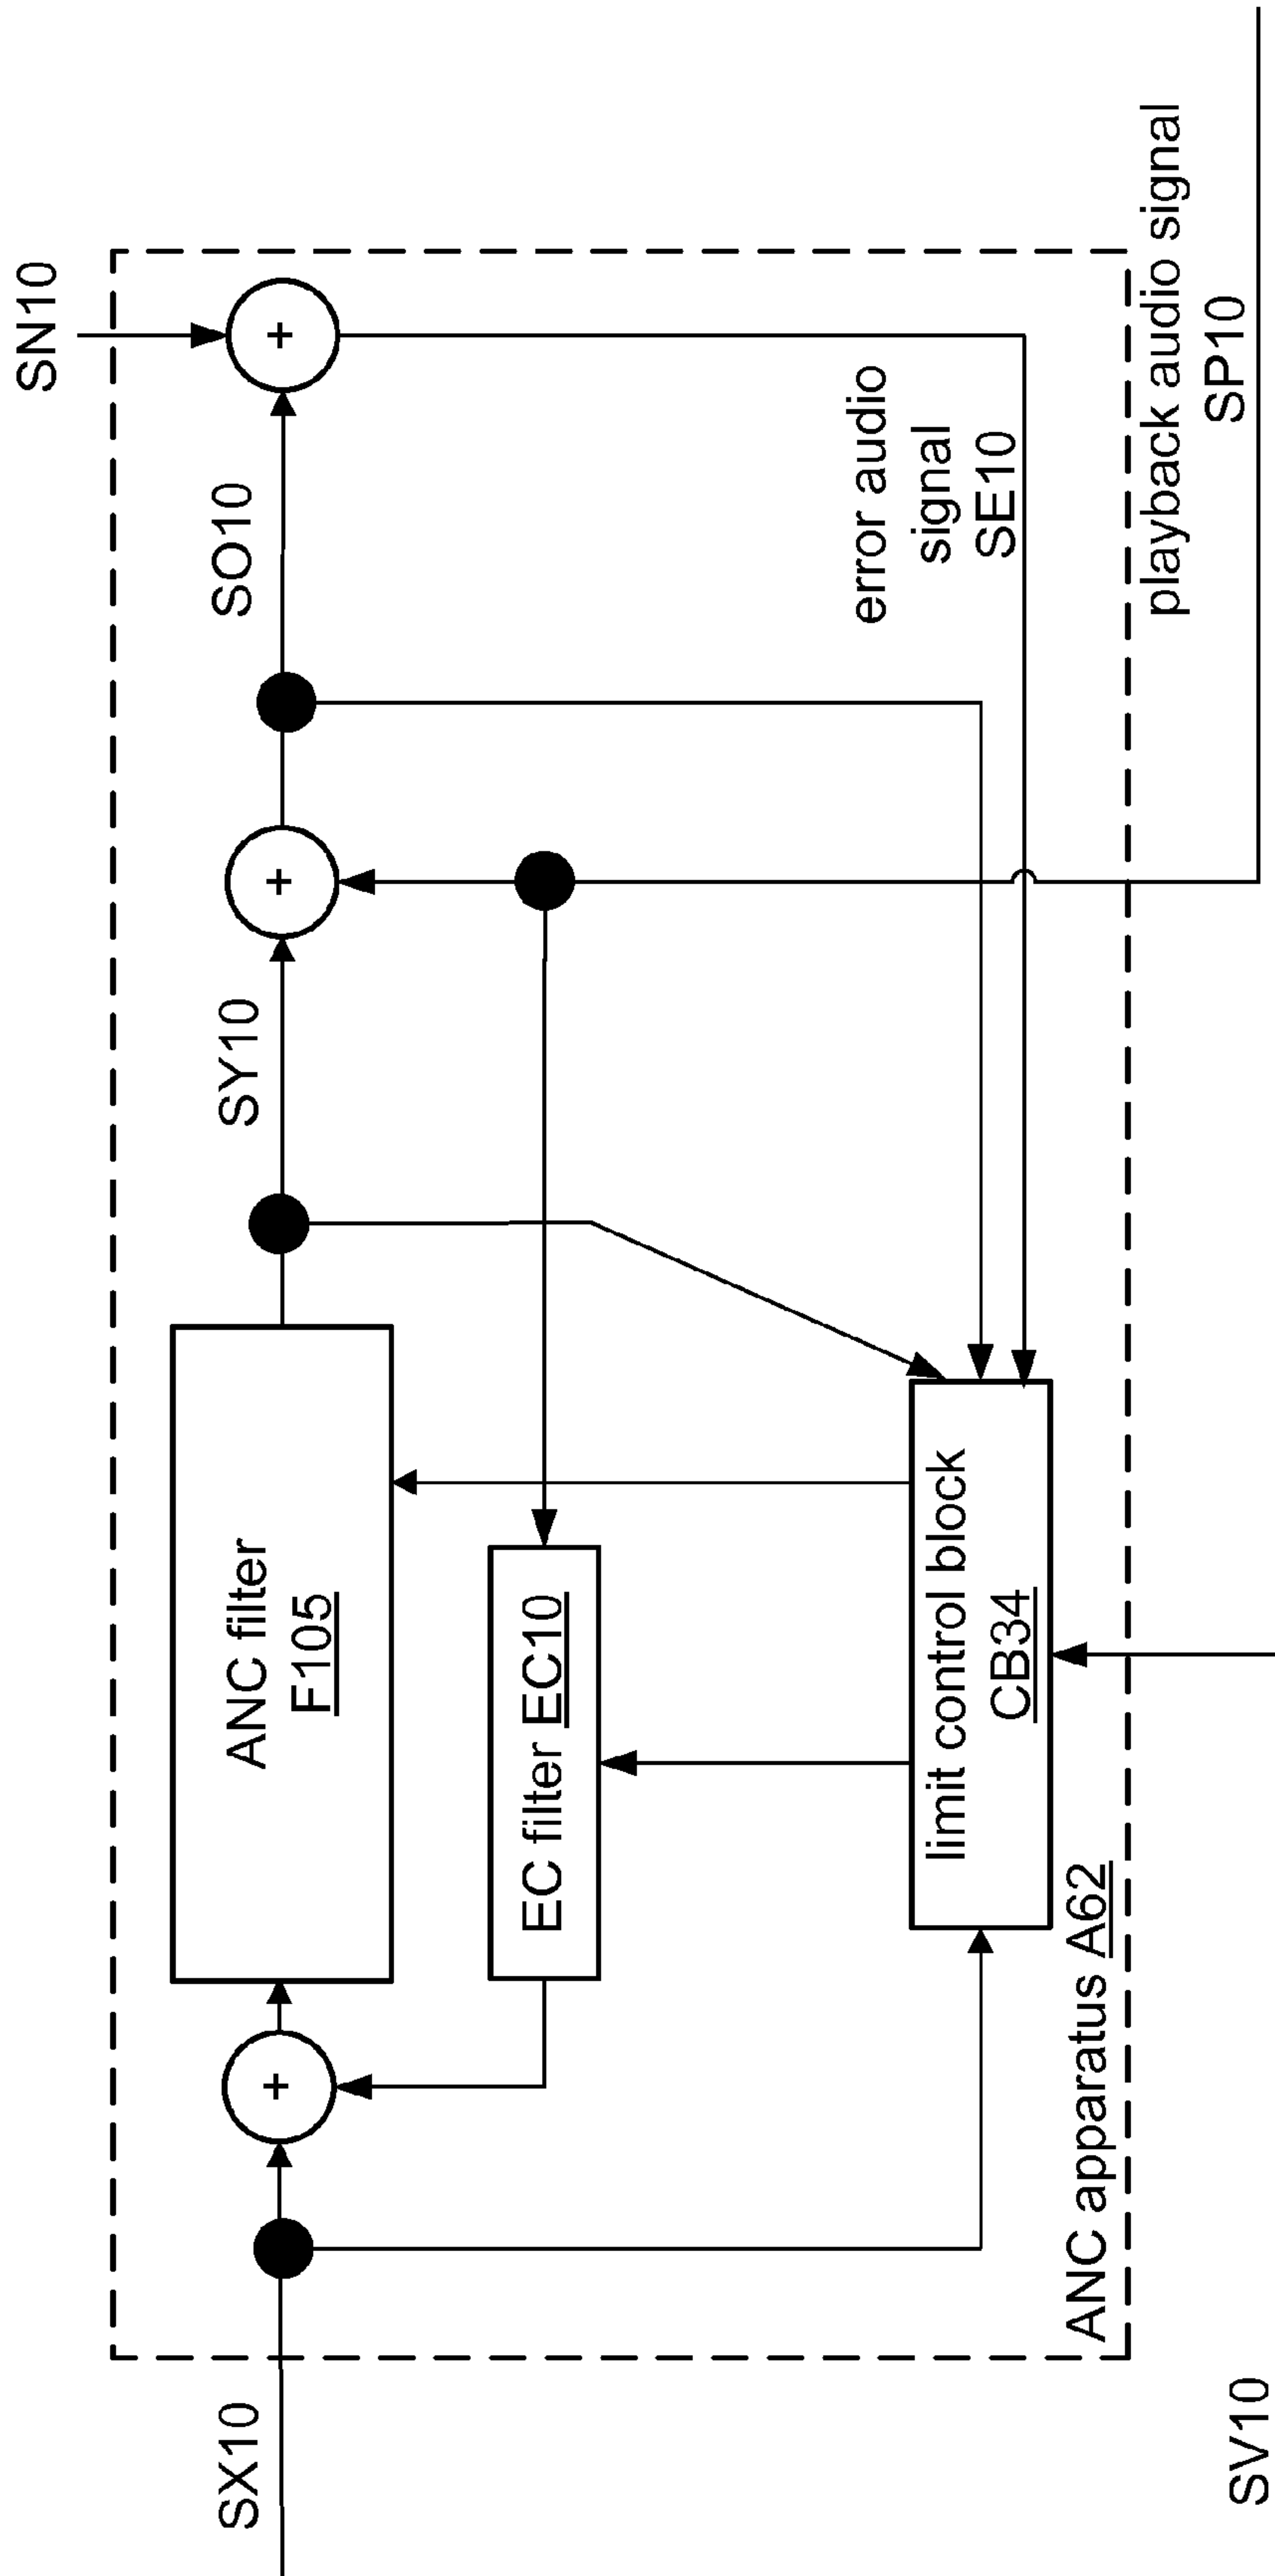 SX10
ANC filter
F105
SY10
SO10
SN10
+
+
+
EC filter EC10
error audio
signal
SE10
limit control block
CB34
ANC apparatus A62
playback audio signal
SP10
SV10